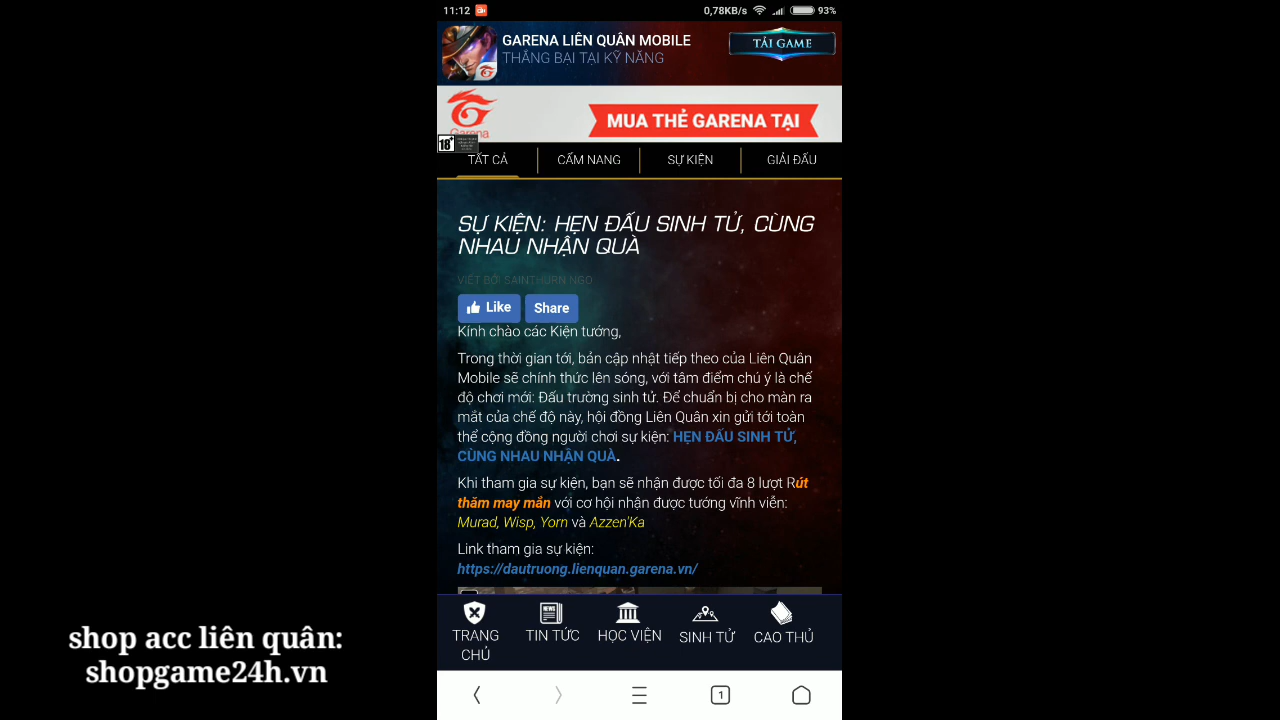 11:12
0,78KB/s
93%
GARENA LIÊN QUÂN MOBILE
THẮNG BẠI TẠI KỸ NĂNG
TẢI GAME
Garena
MUA THẺ GARENA TẠI
18+
TẤT CẢ
CẨM NANG
SỰ KIỆN
GIẢI ĐẤU
SỰ KIỆN: HẸN ĐẤU SINH TỬ, CÙNG
NHAU NHẬN QUÀ
VIẾT BỞI SAINTHURN NGO
Like
Share
Kính chào các Kiện tướng,
Trong thời gian tới, bản cập nhật tiếp theo của Liên Quân
Mobile sẽ chính thức lên sóng, với tâm điểm chú ý là chế
độ chơi mới: Đấu trường sinh tử. Để chuẩn bị cho màn ra
mắt của chế độ này, hội đồng Liên Quân xin gửi tới toàn
thể cộng đồng người chơi sự kiện: HẸN ĐẤU SINH TỬ,
CÙNG NHAU NHẬN QUÀ.
Khi tham gia sự kiện, bạn sẽ nhận được tối đa 8 lượt Rút
thăm may mắn với cơ hội nhận được tướng vĩnh viễn:
Murad, Wisp, Yorn và Azzen'Ka
Link tham gia sự kiện:
https://dautruong.lienquan.garena.vn/
NEWS
TRANG
CHỦ
TIN TỨC
HỌC VIỆN
SINH TỬ
CAO THỦ
1
shop acc liên quân:
shopgame24h.vn